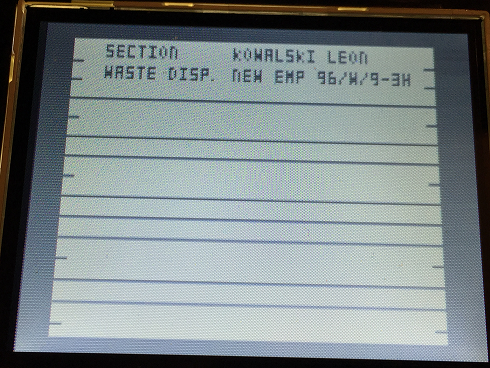 SECTION KOWALSKI LEON
WASTE DISP. NEW EMP 96/W/9-3H